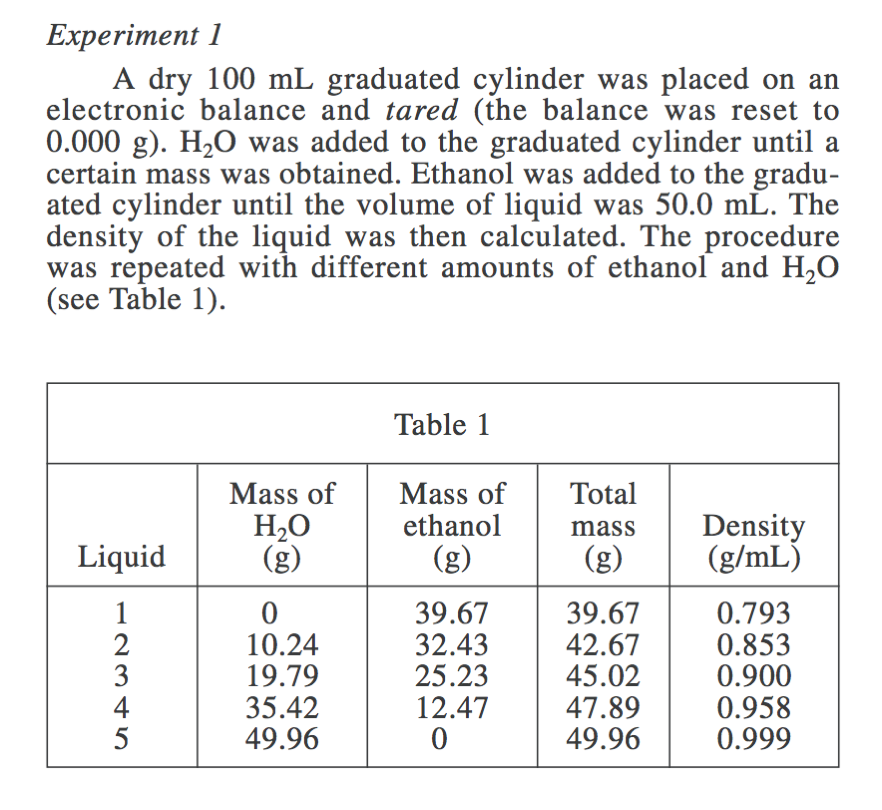 Experiment 1
A dry 100 mL graduated cylinder was placed on an
electronic balance and tared (the balance was reset to
0.000 g). H₂O was added to the graduated cylinder until a
certain mass was obtained. Ethanol was added to the gradu-
ated cylinder until the volume of liquid was 50.0 mL. The
density of the liquid was then calculated. The procedure
was repeated with different amounts of ethanol and H₂O
(see Table 1).
Table 1
Liquid Mass of H₂O (g) Mass of ethanol (g) Total mass (g) Density (g/mL)
1 0 39.67 39.67 0.793
2 10.24 32.43 42.67 0.853
3 19.79 25.23 45.02 0.900
4 35.42 12.47 47.89 0.958
5 49.96 0 49.96 0.999